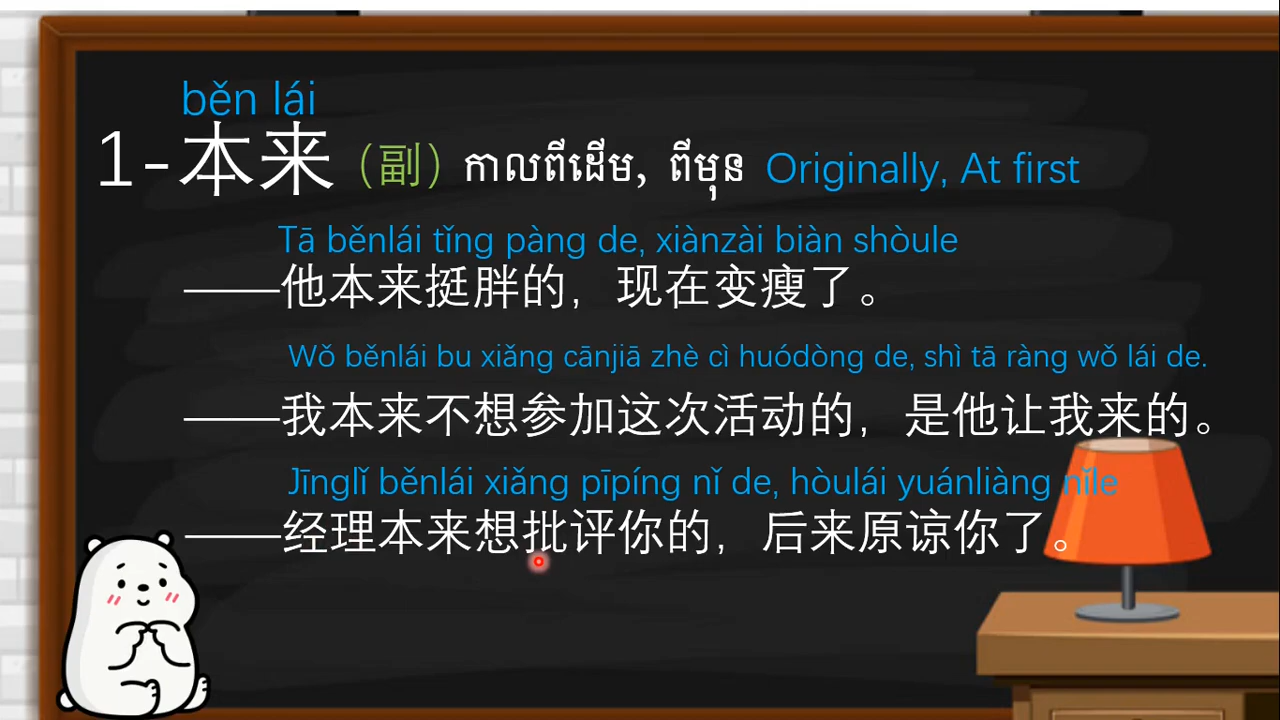 běn lái
1-本来（副）កាលពីដើម, ពីមុន Originally, At first
Tā běnlái tǐng pàng de, xiànzài biàn shòule
——他本来挺胖的，现在变瘦了。
Wǒ běnlái bu xiǎng cānjiā zhè cì huódòng de, shì tā ràng wǒ lái de.
——我本来不想参加这次活动的，是他让我来的。
Jīnglǐ běnlái xiǎng pīpíng nǐ de, hòulái yuánliàng nǐle
——经理本来想批评你的，后来原谅你了。